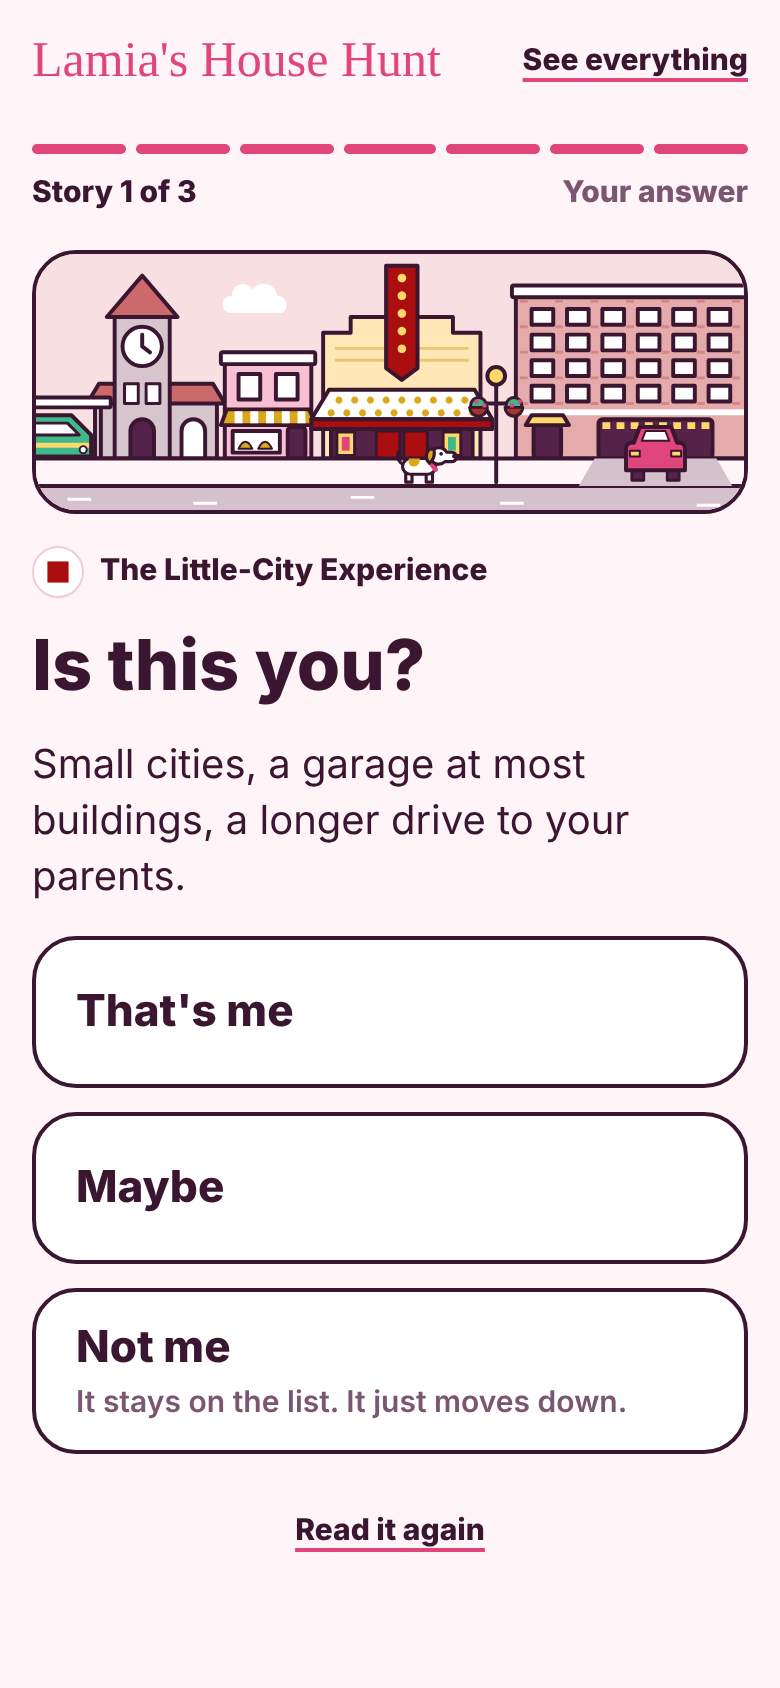 Lamia's House Hunt
See everything
Story 1 of 3
Your answer
The Little-City Experience
Is this you?
Small cities, a garage at most
buildings, a longer drive to your
parents.
That's me
Maybe
Not me
It stays on the list. It just moves down.
Read it again